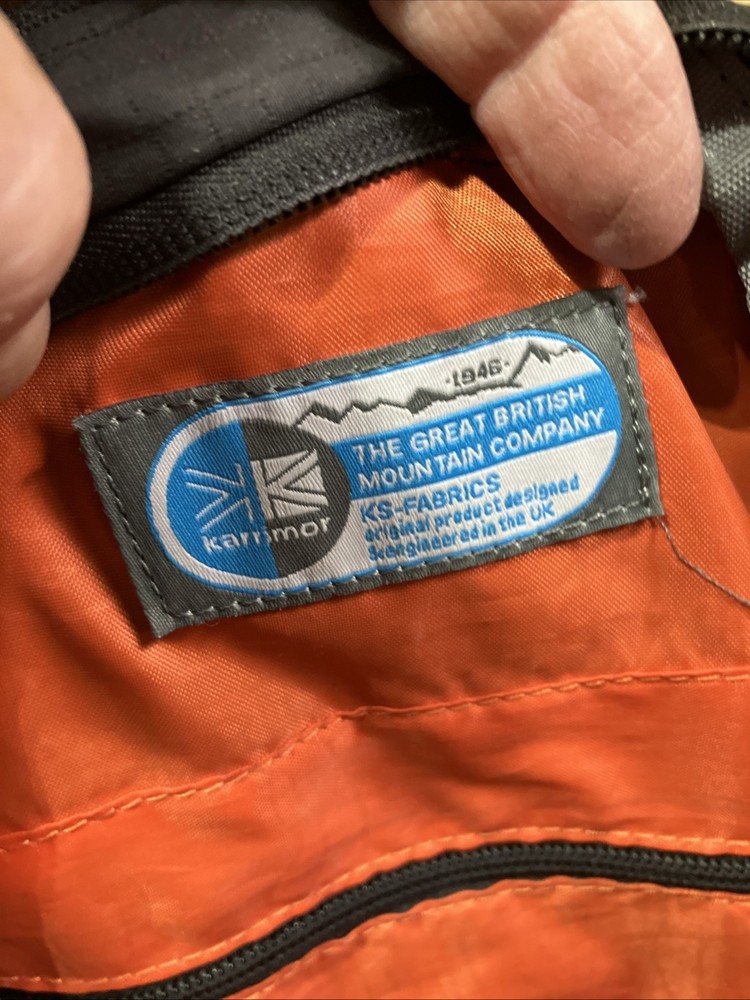 -1946-
THE GREAT BRITISH
MOUNTAIN COMPANY
KS-FABRICS
original product designed
&engineered in the UK
karrimor